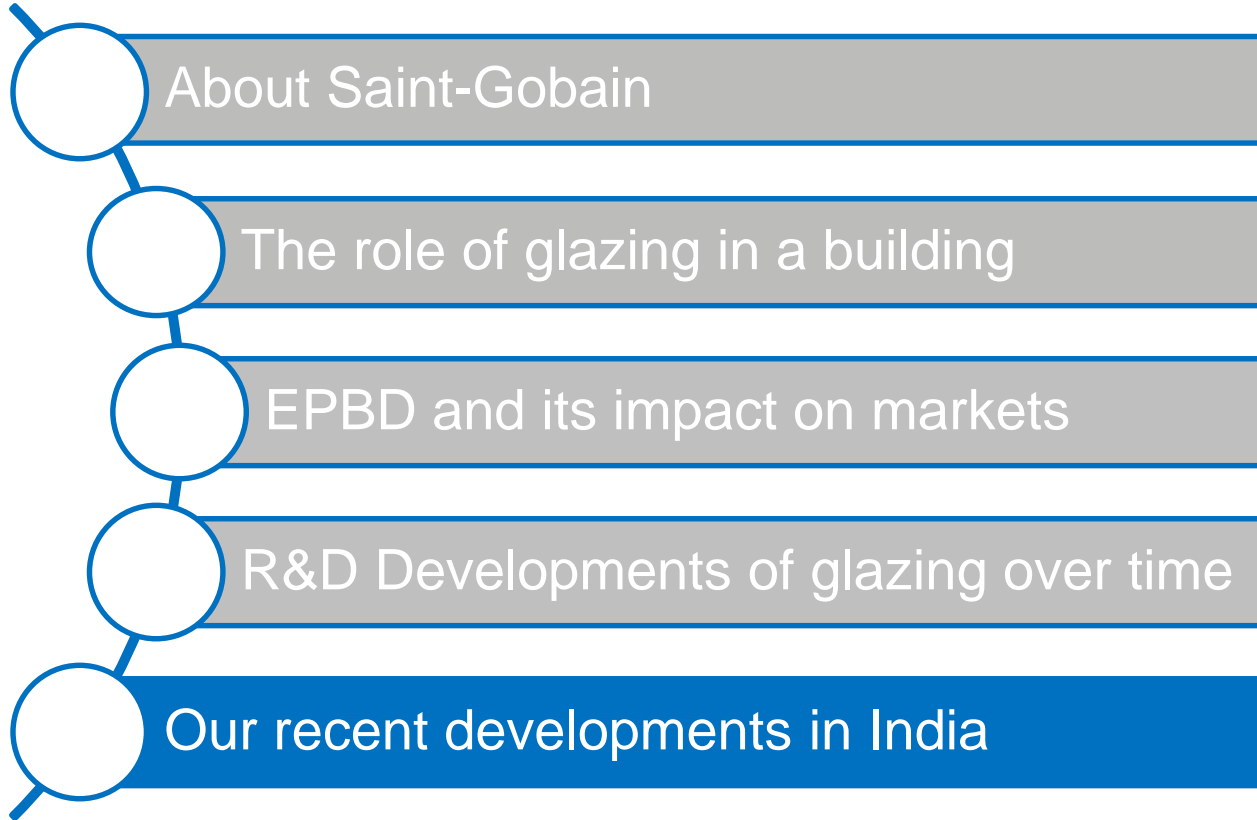 About Saint-Gobain
The role of glazing in a building
EPBD and its impact on markets
R&D Developments of glazing over time
Our recent developments in India